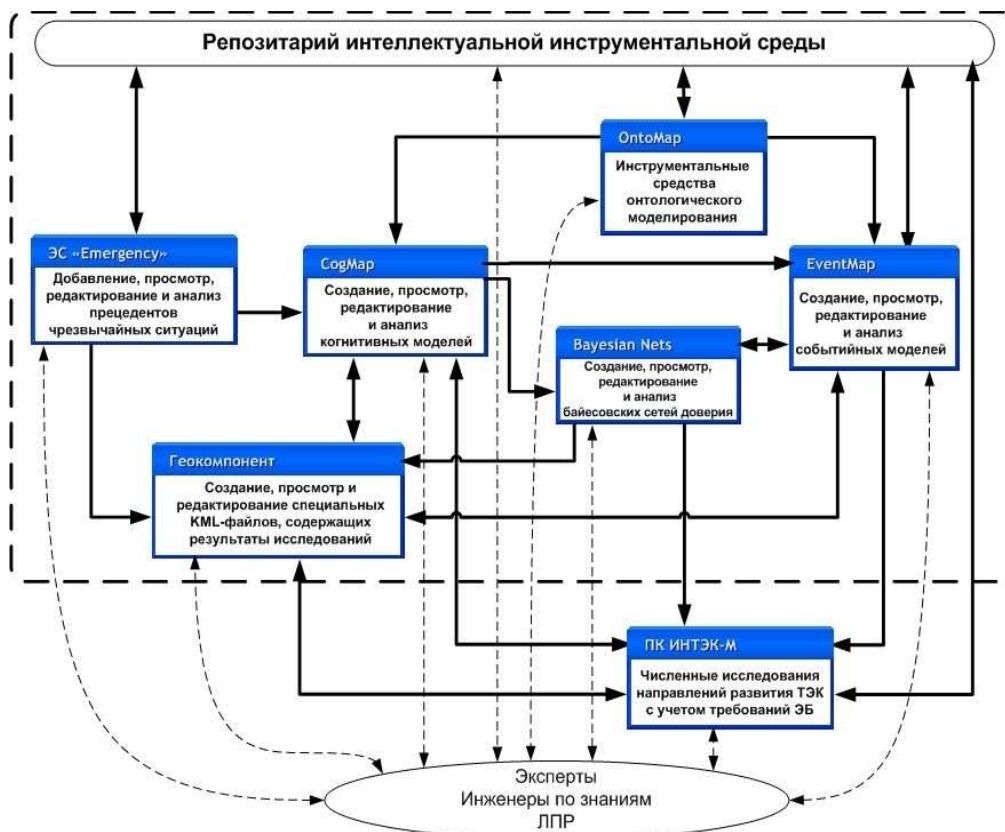 Репозитарий интеллектуальной инструментальной среды
OntoMap
Инструментальные
средства
онтологического
моделирования
ЭС «Emergency»
Добавление, просмотр,
редактирование и анализ
прецедентов
чрезвычайных ситуаций
CogMap
Создание, просмотр,
редактирование
и анализ
когнитивных моделей
EventMap
Создание, просмотр,
редактирование
и анализ
событийных моделей
Bayesian Nets
Создание, просмотр,
редактирование
и анализ
байесовских сетей доверия
Геокомпонент
Создание, просмотр и
редактирование специальных
KML-файлов, содержащих
результаты исследований
ПК ИНТЭК-М
Численные исследования
направлений развития ТЭК
с учетом требований ЭБ
Эксперты
Инженеры по знаниям
ЛПР